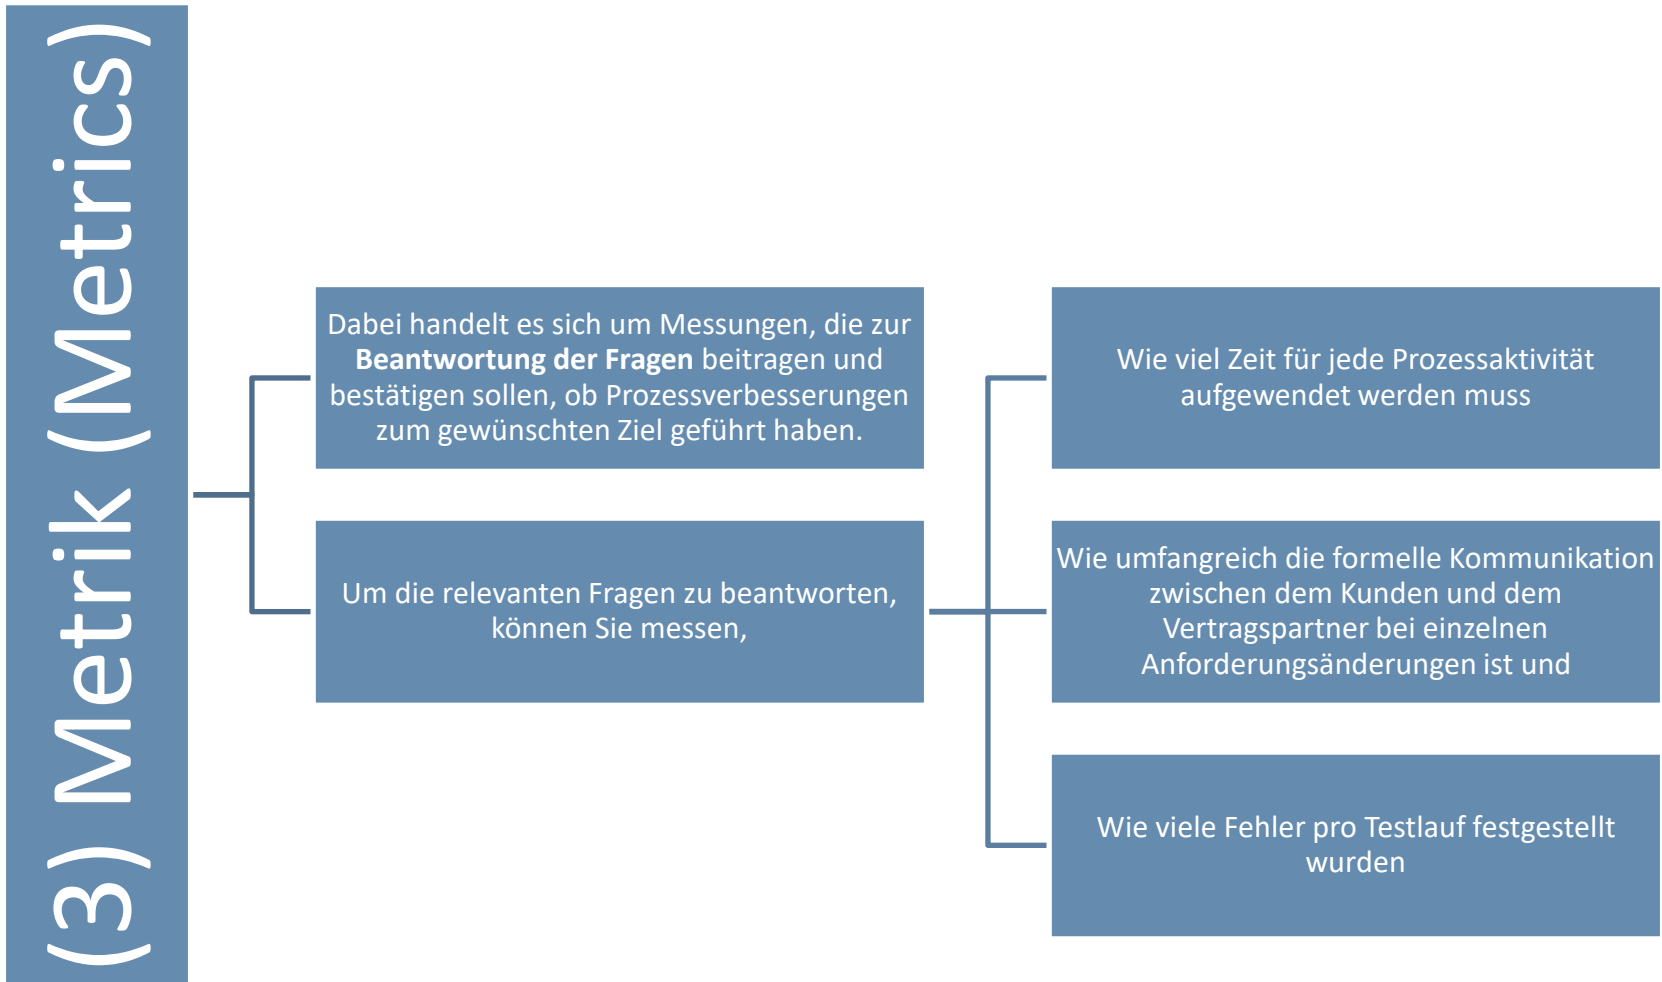 (3) Metrik (Metrics)
Dabei handelt es sich um Messungen, die zur
Beantwortung der Fragen beitragen und
bestätigen sollen, ob Prozessverbesserungen
zum gewünschten Ziel geführt haben.
Um die relevanten Fragen zu beantworten,
können Sie messen,
Wie viel Zeit für jede Prozessaktivität
aufgewendet werden muss
Wie umfangreich die formelle Kommunikation
zwischen dem Kunden und dem
Vertragspartner bei einzelnen
Anforderungsänderungen ist und
Wie viele Fehler pro Testlauf festgestellt
wurden